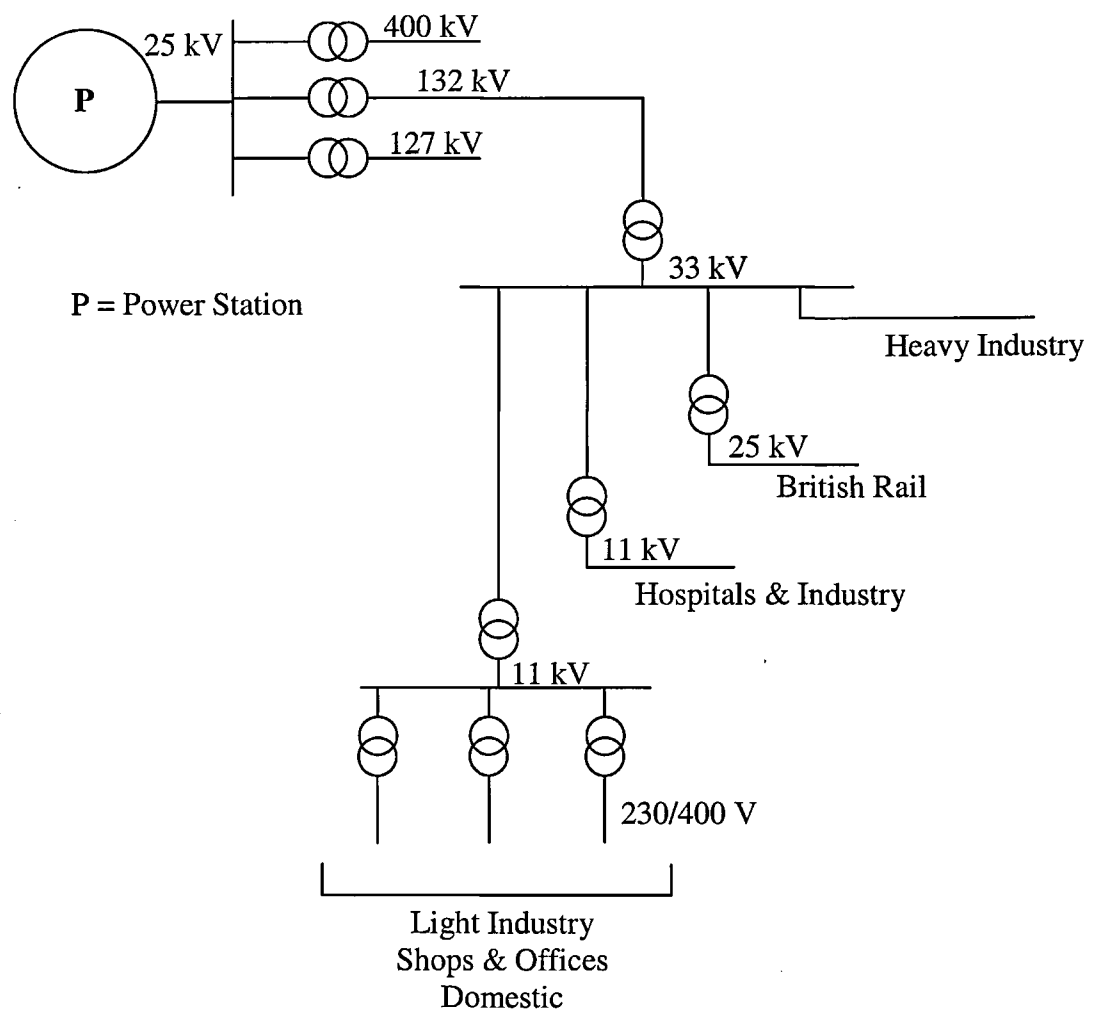 25 kV
400 kV
P
132 kV
127 kV
33 kV
P = Power Station
Heavy Industry
25 kV
British Rail
11 kV
Hospitals & Industry
11 kV
230/400 V
Light Industry
Shops & Offices
Domestic